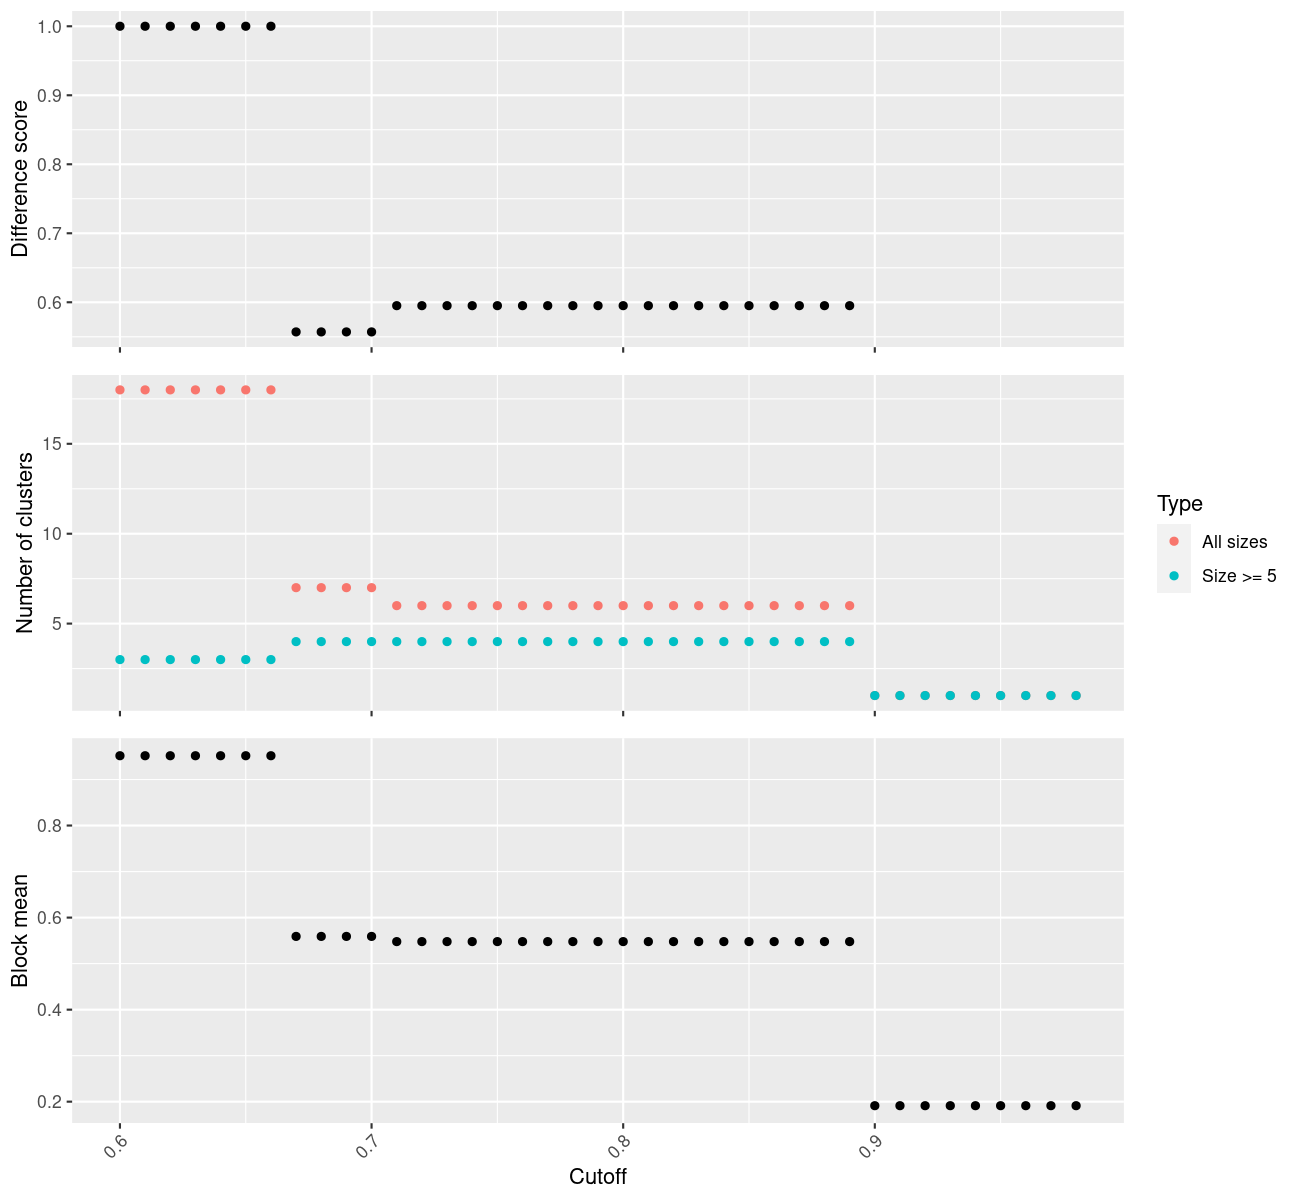 Difference score
1.0
0.9
0.8
0.7
0.6
Number of clusters
15
10
5
Type
All sizes
Size >= 5
Block mean
0.8
0.6
0.4
0.2
0.6
0.7
0.8
0.9
Cutoff